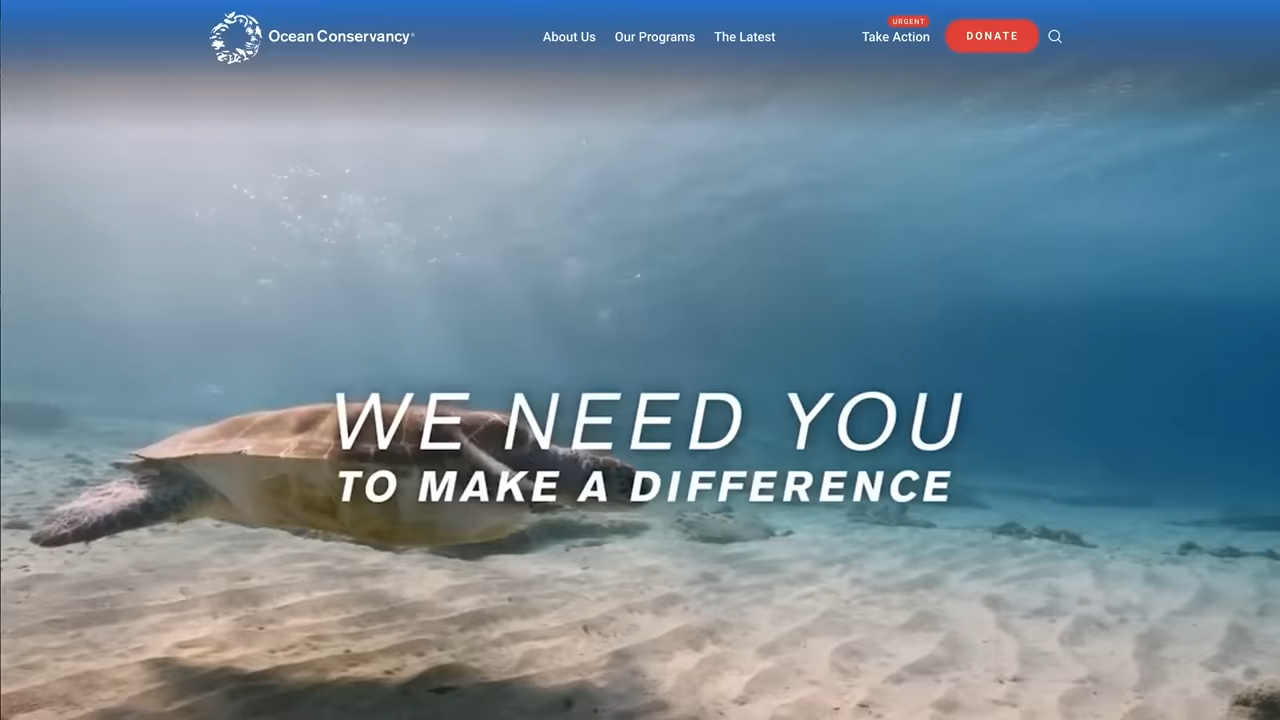 Ocean Conservancy®
About Us
Our Programs
The Latest
URGENT
Take Action
DONATE
WE NEED YOU
TO MAKE A DIFFERENCE